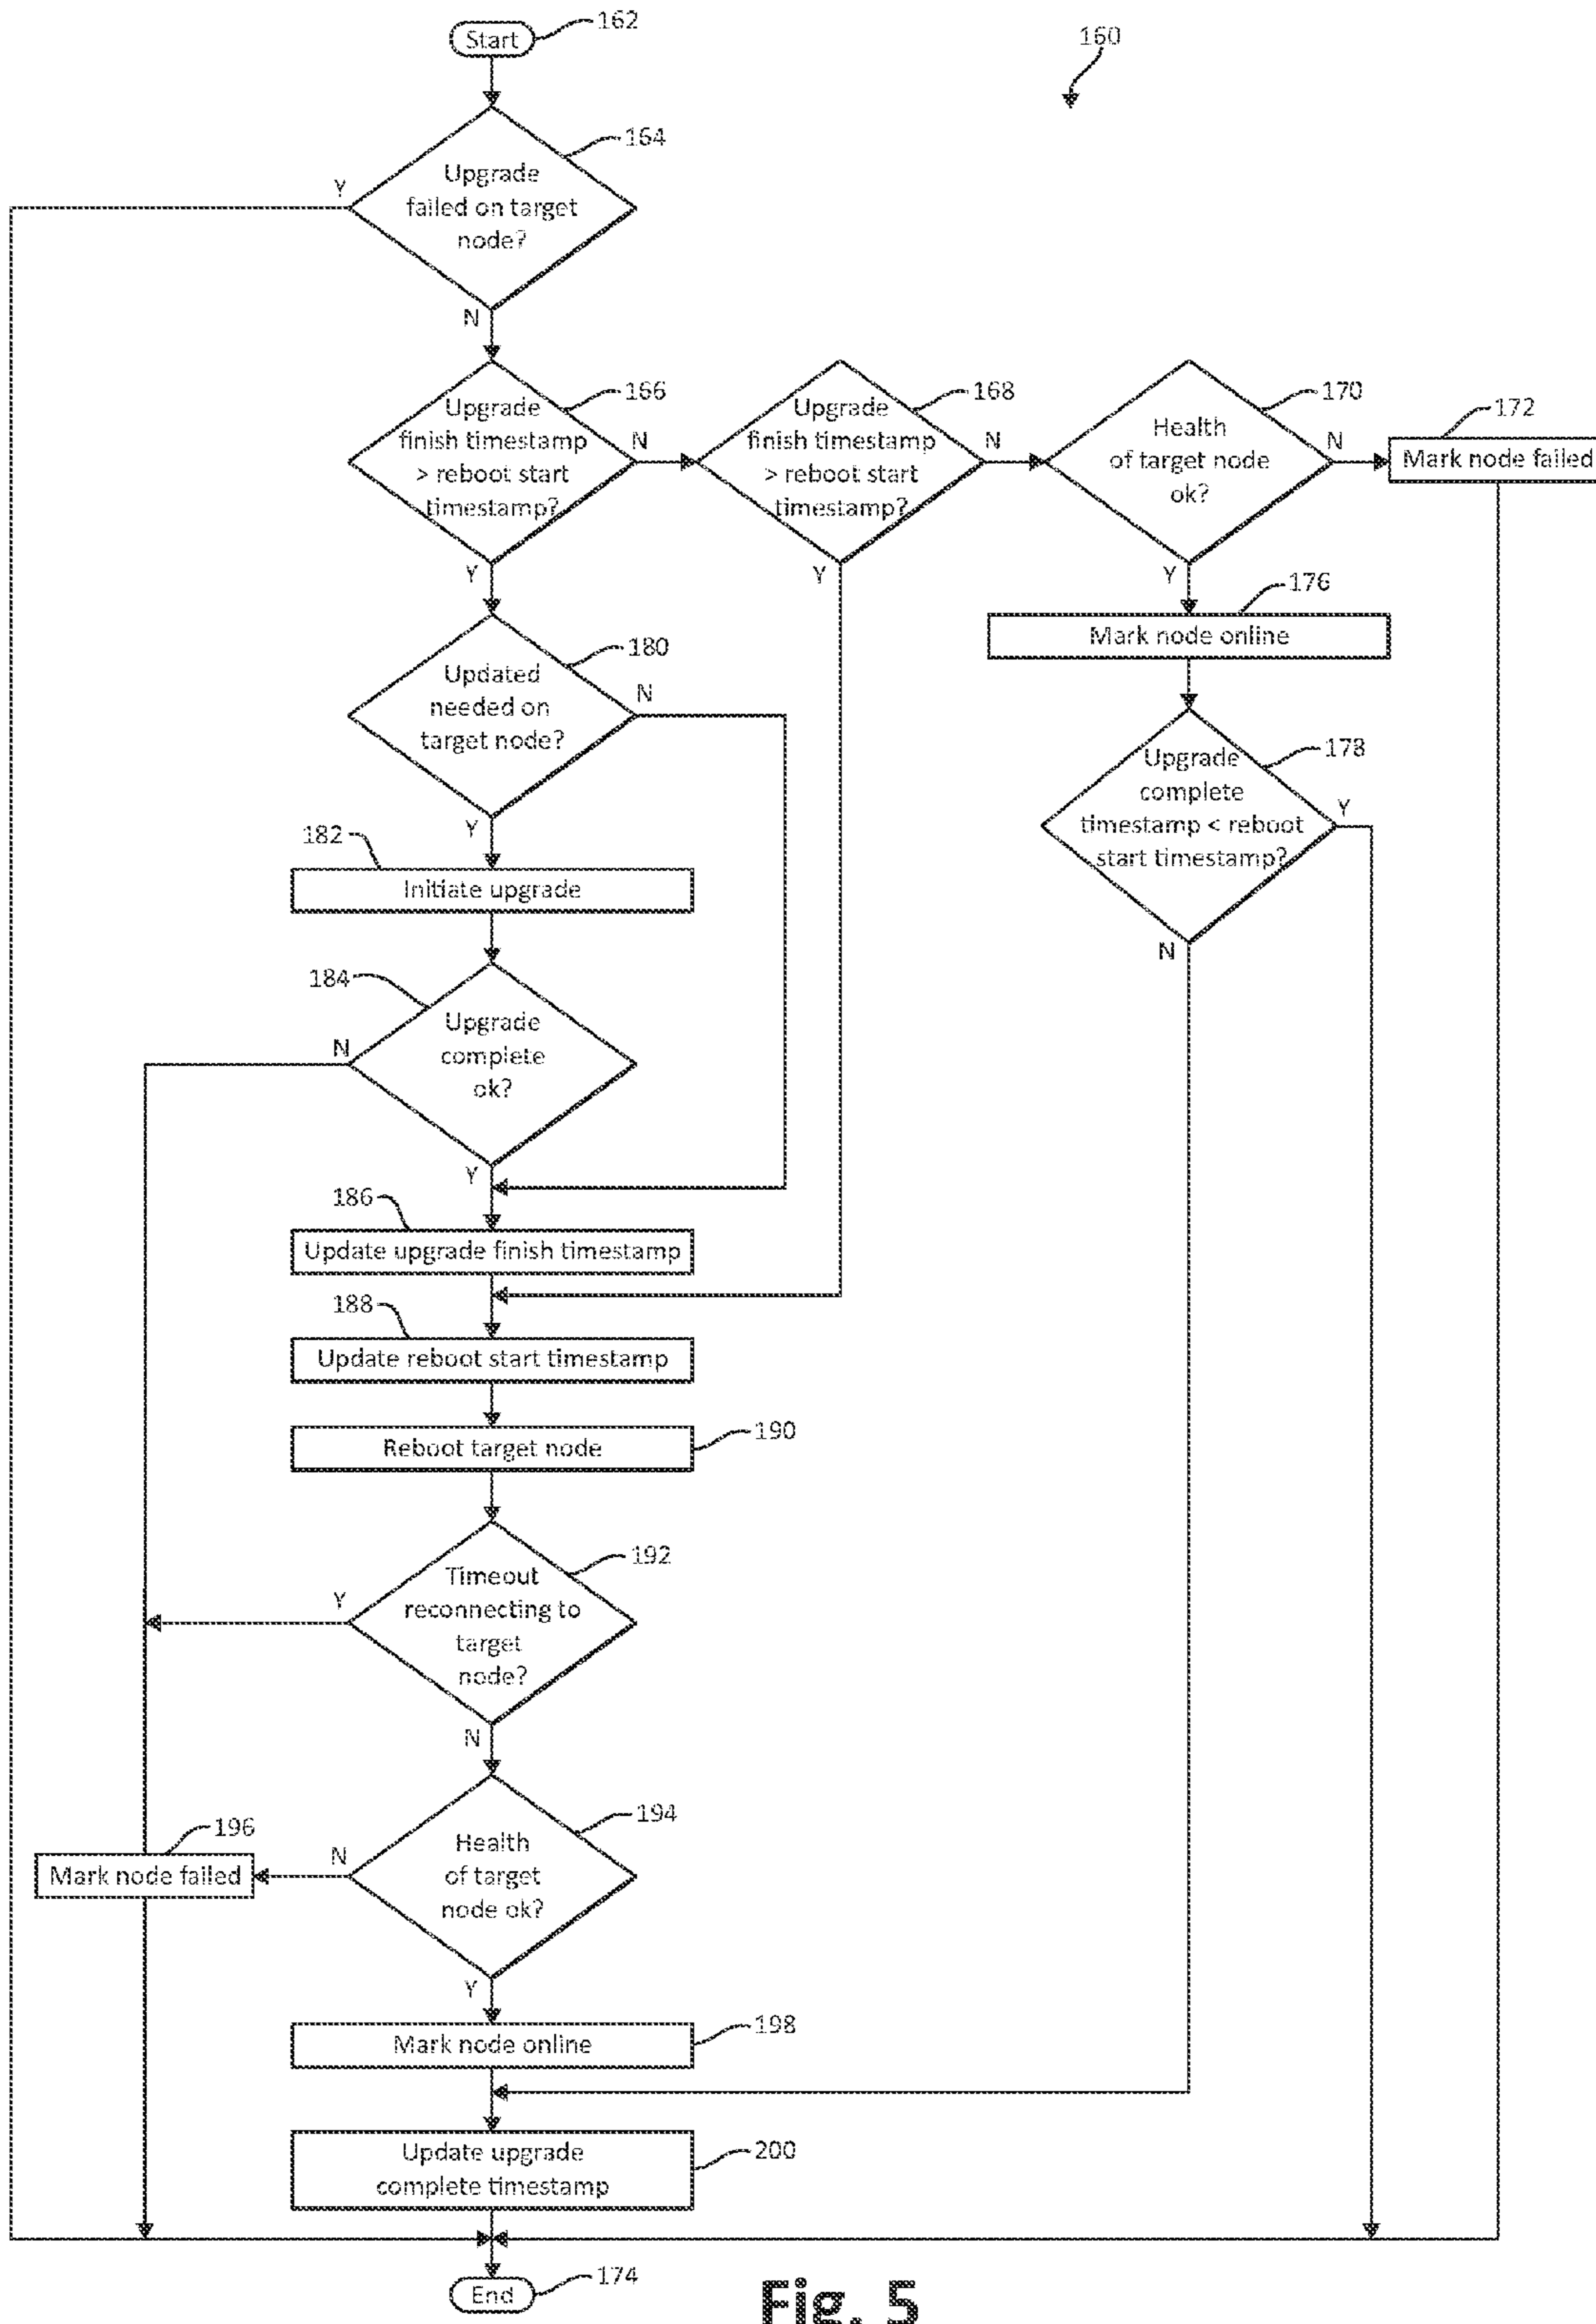 Start
162
160
164
Upgrade
failed on target
node?
Y
N
166
Upgrade
finish timestamp
> reboot start
timestamp?
N
Y
168
Upgrade
finish timestamp
> reboot start
timestamp?
N
Y
170
Health
of target node
ok?
N
Y
172
Mark node failed
176
Mark node online
178
Upgrade
complete
timestamp < reboot
start timestamp?
Y
N
180
Updated
needed on
target node?
N
Y
182
Initiate upgrade
184
Upgrade
complete
ok?
N
Y
186
Update upgrade finish timestamp
188
Update reboot start timestamp
Reboot target node
190
192
Timeout
reconnecting to
target
node?
Y
N
194
Health
of target
node ok?
N
Y
196
Mark node failed
Mark node online
198
Update upgrade
complete timestamp
200
End
174
Fig. 5